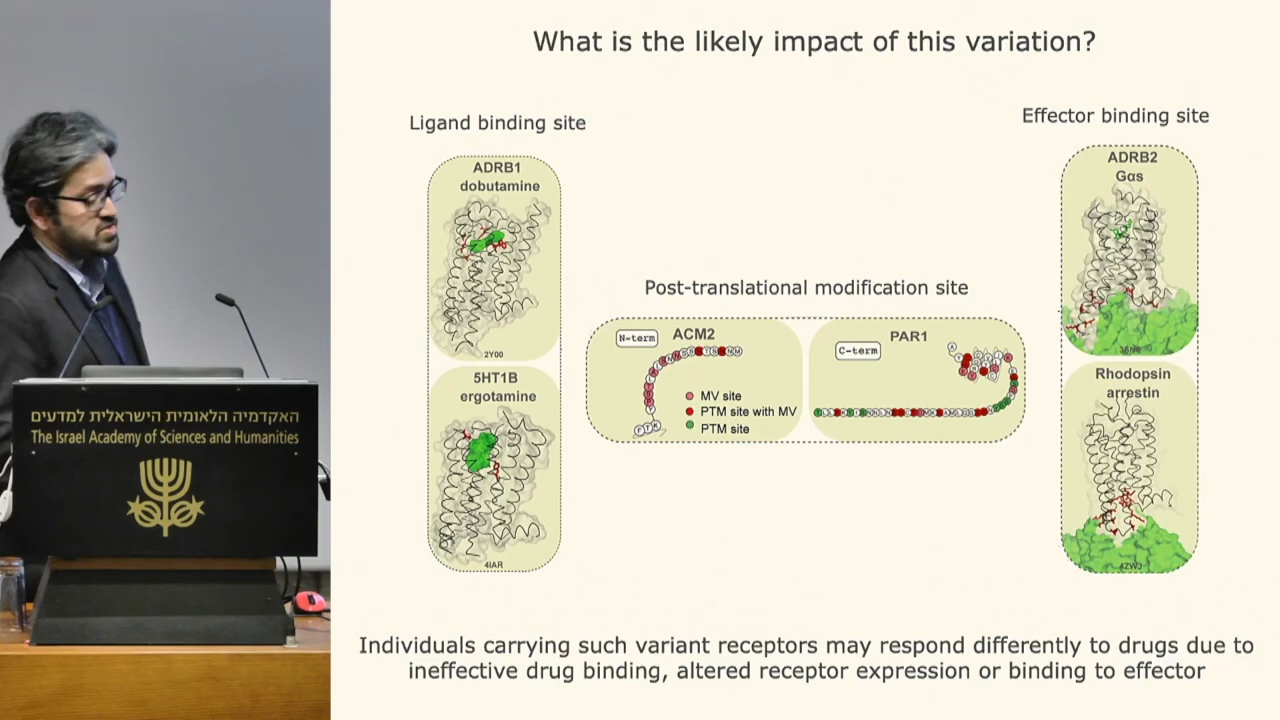 What is the likely impact of this variation?
Ligand binding site
ADRB1
dobutamine
2Y00
5HT1B
ergotamine
4IAR
Post-translational modification site
N-term
ACM2
MV site
PTM site with MV
PTM site
C-term
PAR1
Effector binding site
ADRB2
Gαs
Rhodopsin
arrestin
4ZWJ
Individuals carrying such variant receptors may respond differently to drugs due to
ineffective drug binding, altered receptor expression or binding to effector
האקדמיה הלאומית הישראלית למדעים
The Israel Academy of Sciences and Humanities